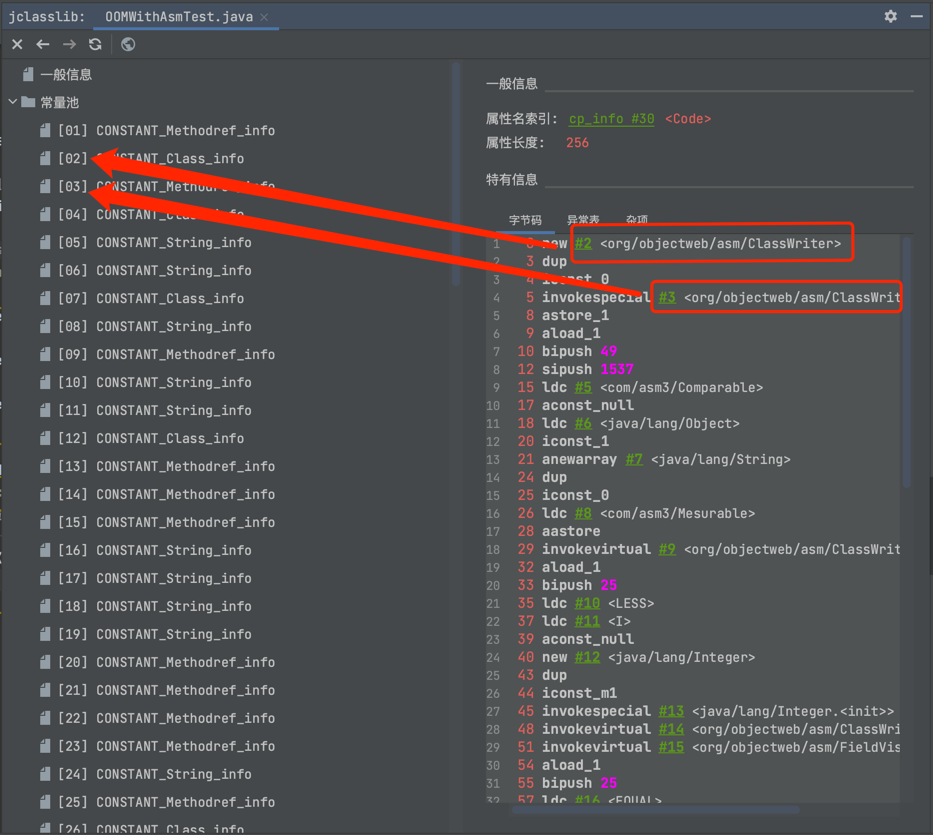 jclasslib: OOMWithAsmTest.java
一般信息
常量池
[01] CONSTANT_Methodref_info
[02] CONSTANT_Class_info
[03] CONSTANT_Methodref_info
[04] CONSTANT_Class_info
[05] CONSTANT_String_info
[06] CONSTANT_String_info
[07] CONSTANT_Class_info
[08] CONSTANT_String_info
[09] CONSTANT_Methodref_info
[10] CONSTANT_String_info
[11] CONSTANT_String_info
[12] CONSTANT_Class_info
[13] CONSTANT_Methodref_info
[14] CONSTANT_Methodref_info
[15] CONSTANT_Methodref_info
[16] CONSTANT_String_info
[17] CONSTANT_String_info
[18] CONSTANT_String_info
[19] CONSTANT_String_info
[20] CONSTANT_Methodref_info
[21] CONSTANT_Methodref_info
[22] CONSTANT_Methodref_info
[23] CONSTANT_Methodref_info
[24] CONSTANT_String_info
[25] CONSTANT_Methodref_info
[26] CONSTANT_Class_info
一般信息
属性名索引: cp_info #30 <Code>
属性长度: 256
特有信息
字节码 异常表 杂项
1 0 new #2 <org/objectweb/asm/ClassWriter>
2 3 dup
3 4 iconst_0
4 5 invokespecial #3 <org/objectweb/asm/ClassWrit
5 8 astore_1
6 9 aload_1
7 10 bipush 49
8 12 sipush 1537
9 15 ldc #5 <com/asm3/Comparable>
10 17 aconst_null
11 18 ldc #6 <java/lang/Object>
12 20 iconst_1
13 21 anewarray #7 <java/lang/String>
14 24 dup
15 25 iconst_0
16 26 ldc #8 <com/asm3/Mesurable>
17 28 aastore
18 29 invokevirtual #9 <org/objectweb/asm/ClassWrit
19 32 aload_1
20 33 bipush 25
21 35 ldc #10 <LESS>
22 37 ldc #11 <I>
23 39 aconst_null
24 40 new #12 <java/lang/Integer>
25 43 dup
26 44 iconst_m1
27 45 invokespecial #13 <java/lang/Integer.<init>>
28 48 invokevirtual #14 <org/objectweb/asm/ClassWri
29 51 invokevirtual #15 <org/objectweb/asm/FieldVis
30 54 aload_1
31 55 bipush 25
32 57 ldc #16 <EQUAL>